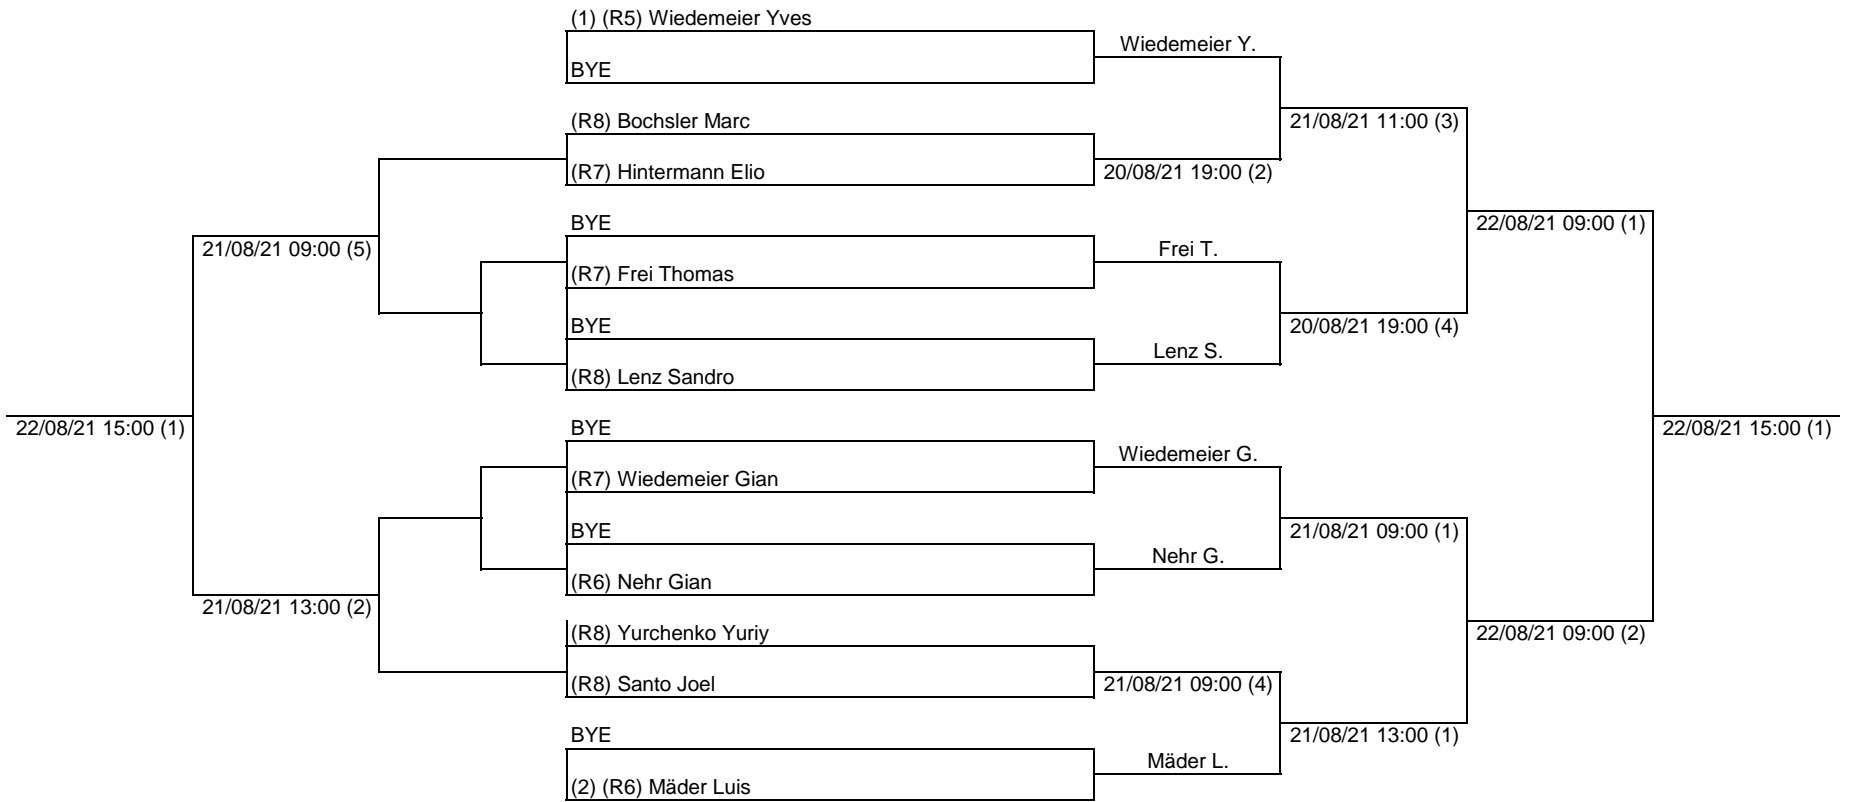 (1) (R5) Wiedemeier Yves
Wiedemeier Y.
BYE
(R8) Bochsler Marc
21/08/21 11:00 (3)
(R7) Hintermann Elio
20/08/21 19:00 (2)
BYE
22/08/21 09:00 (1)
21/08/21 09:00 (5)
Frei T.
(R7) Frei Thomas
BYE
20/08/21 19:00 (4)
Lenz S.
(R8) Lenz Sandro
22/08/21 15:00 (1)
BYE
22/08/21 15:00 (1)
Wiedemeier G.
(R7) Wiedemeier Gian
BYE
21/08/21 09:00 (1)
Nehr G.
(R6) Nehr Gian
21/08/21 13:00 (2)
(R8) Yurchenko Yuriy
22/08/21 09:00 (2)
(R8) Santo Joel
21/08/21 09:00 (4)
BYE
21/08/21 13:00 (1)
Mäder L.
(2) (R6) Mäder Luis